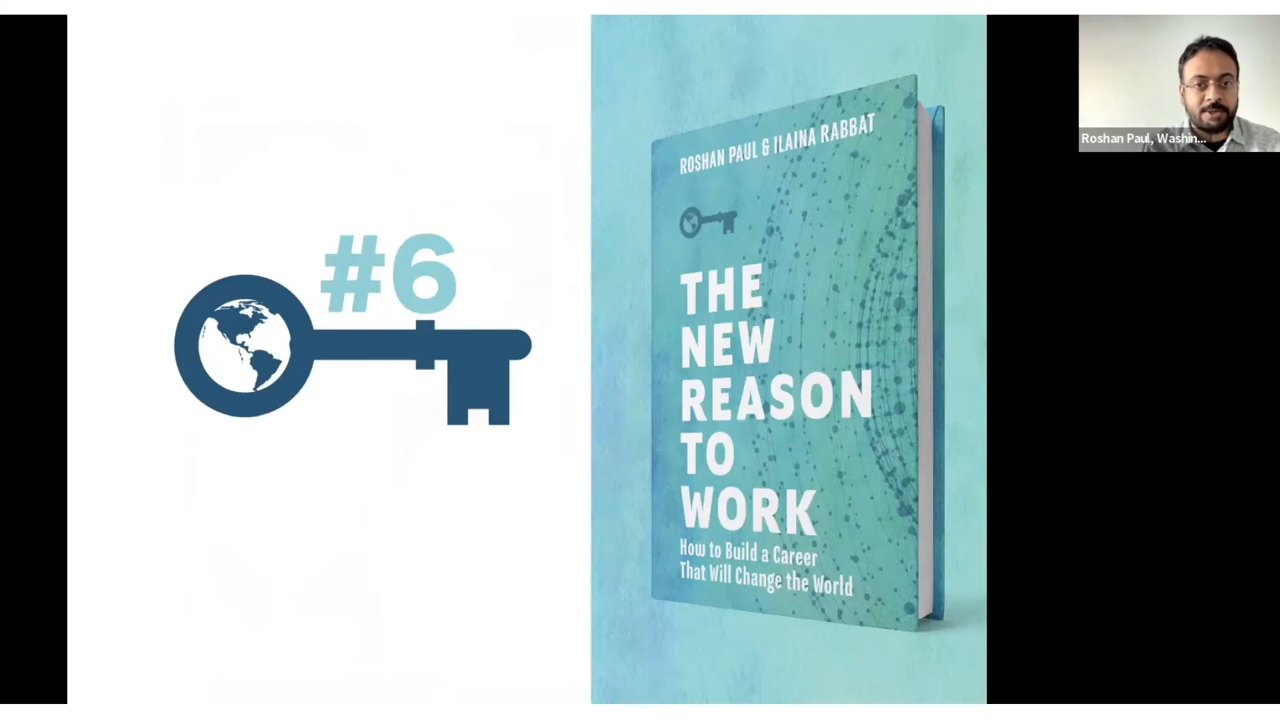 #6
ROSHAN PAUL & ILAINA RABBAT
THE
NEW
REASON
TO
WORK
How to Build a Career
That Will Change the World
Roshan Paul, Washin...